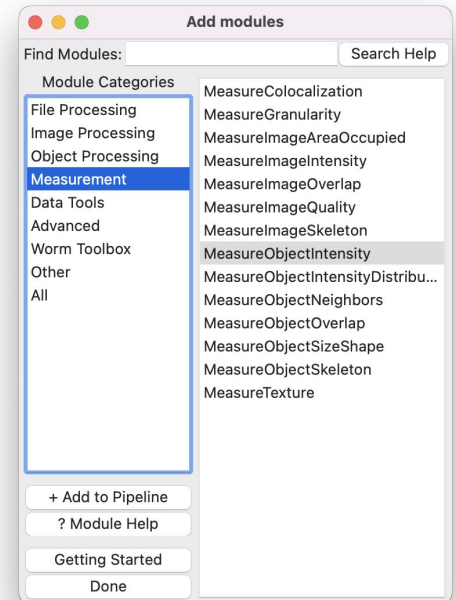 Add modules
Find Modules:
Search Help
Module Categories
File Processing
Image Processing
Object Processing
Measurement
Data Tools
Advanced
Worm Toolbox
Other
All
MeasureColocalization
MeasureGranularity
MeasureImageAreaOccupied
MeasureImageIntensity
MeasureImageOverlap
MeasureImageQuality
MeasureImageSkeleton
MeasureObjectIntensity
MeasureObjectIntensityDistribu...
MeasureObjectNeighbors
MeasureObjectOverlap
MeasureObjectSizeShape
MeasureObjectSkeleton
MeasureTexture
+ Add to Pipeline
? Module Help
Getting Started
Done